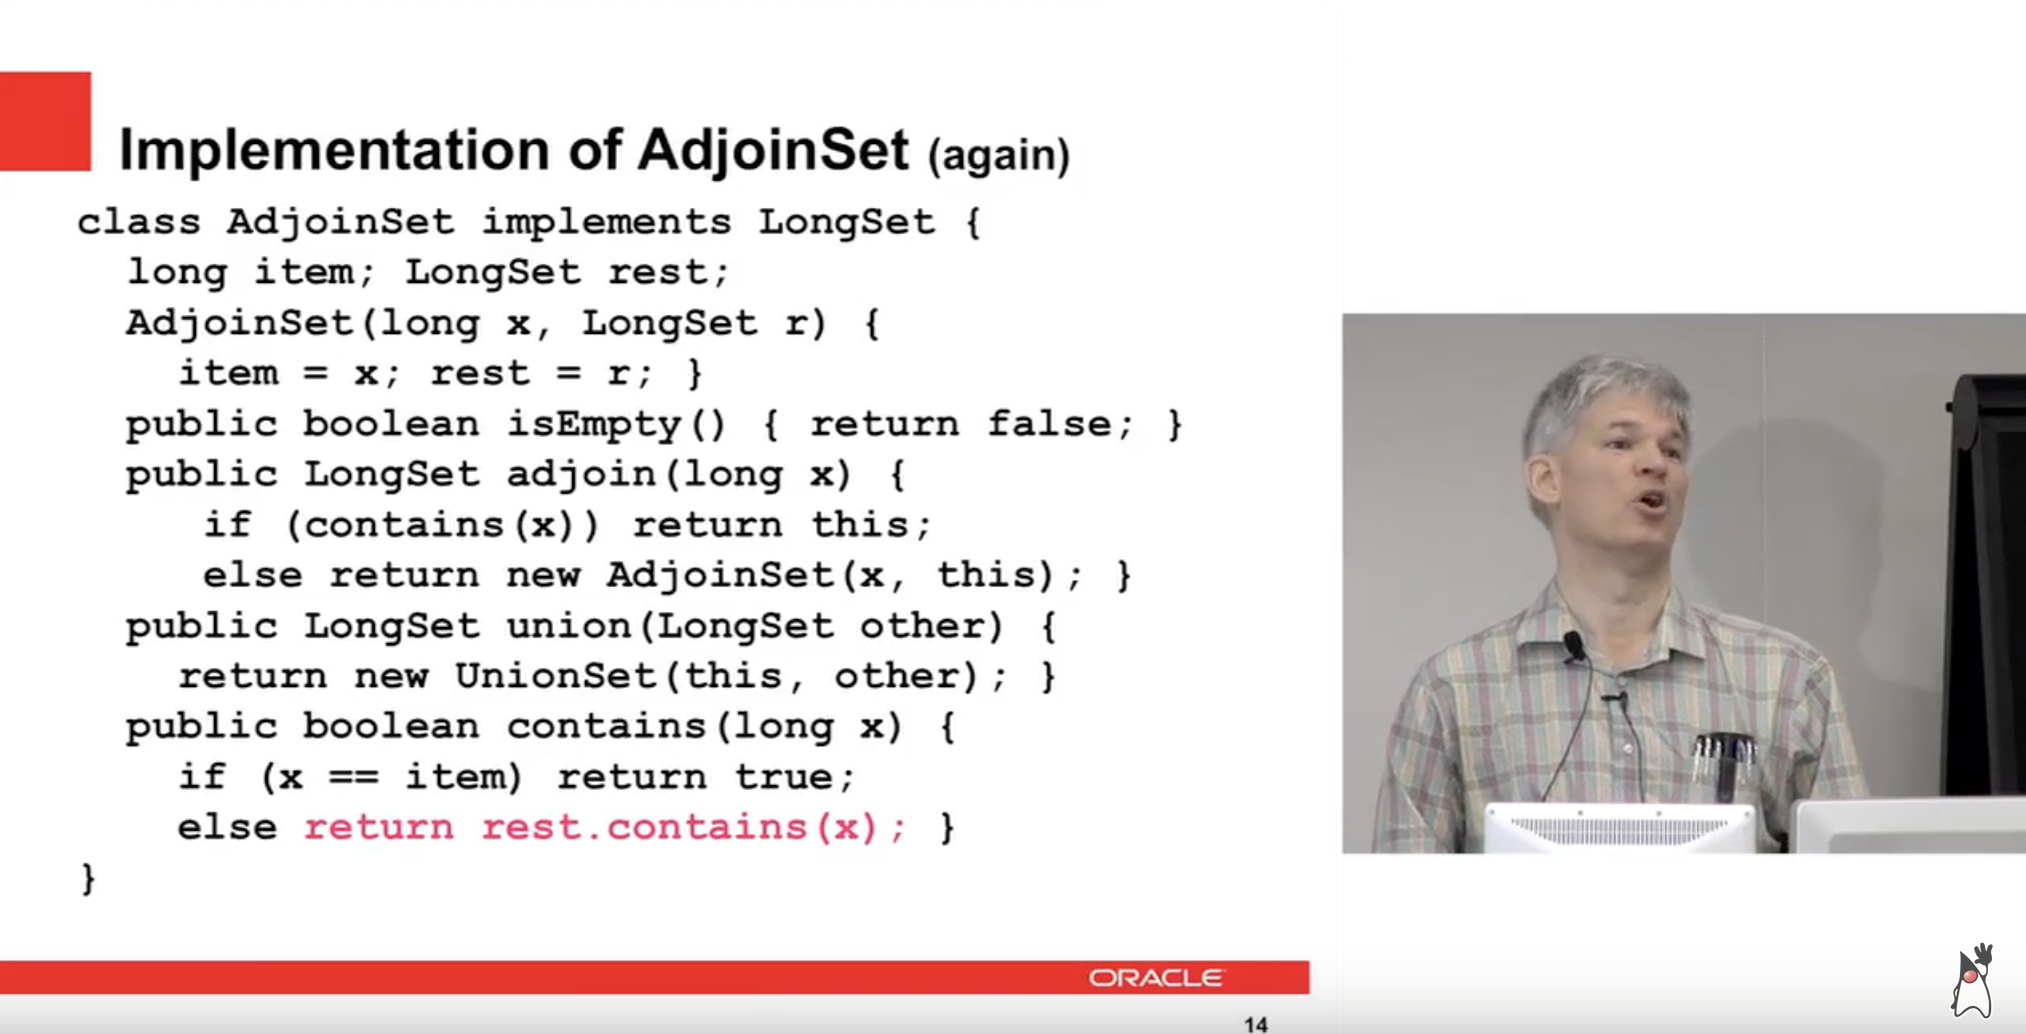 Implementation of AdjoinSet (again)
class AdjoinSet implements LongSet {
long item; LongSet rest;
AdjoinSet(long x, LongSet r) {
item = x; rest = r; }
public boolean isEmpty() { return false; }
public LongSet adjoin(long x) {
if (contains(x)) return this;
else return new AdjoinSet(x, this); }
public LongSet union(LongSet other) {
return new UnionSet(this, other); }
public boolean contains(long x) {
if (x == item) return true;
else return rest.contains(x); }
}
ORACLE
14